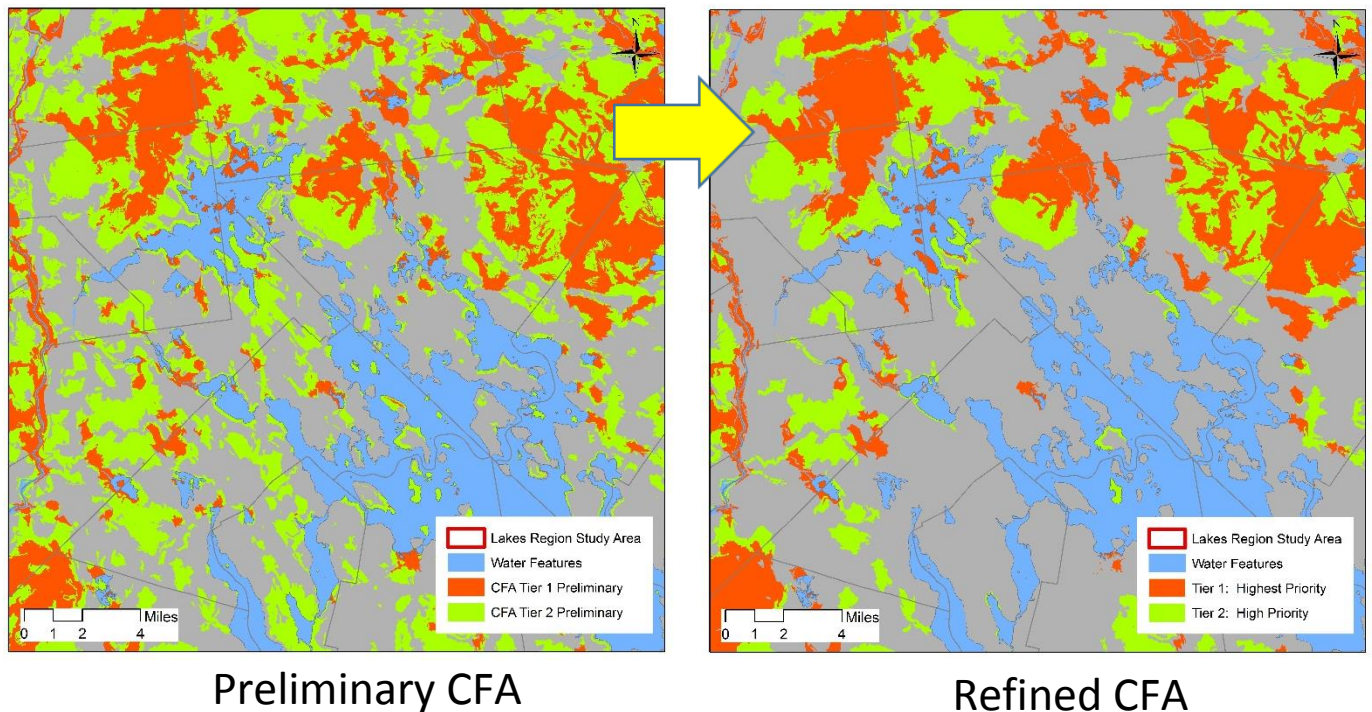 N
Lakes Region Study Area
Water Features
CFA Tier 1 Preliminary
CFA Tier 2 Preliminary
Miles
0 1 2 4
Preliminary CFA
N
Lakes Region Study Area
Water Features
Tier 1: Highest Priority
Tier 2: High Priority
Miles
0 1 2 4
Refined CFA